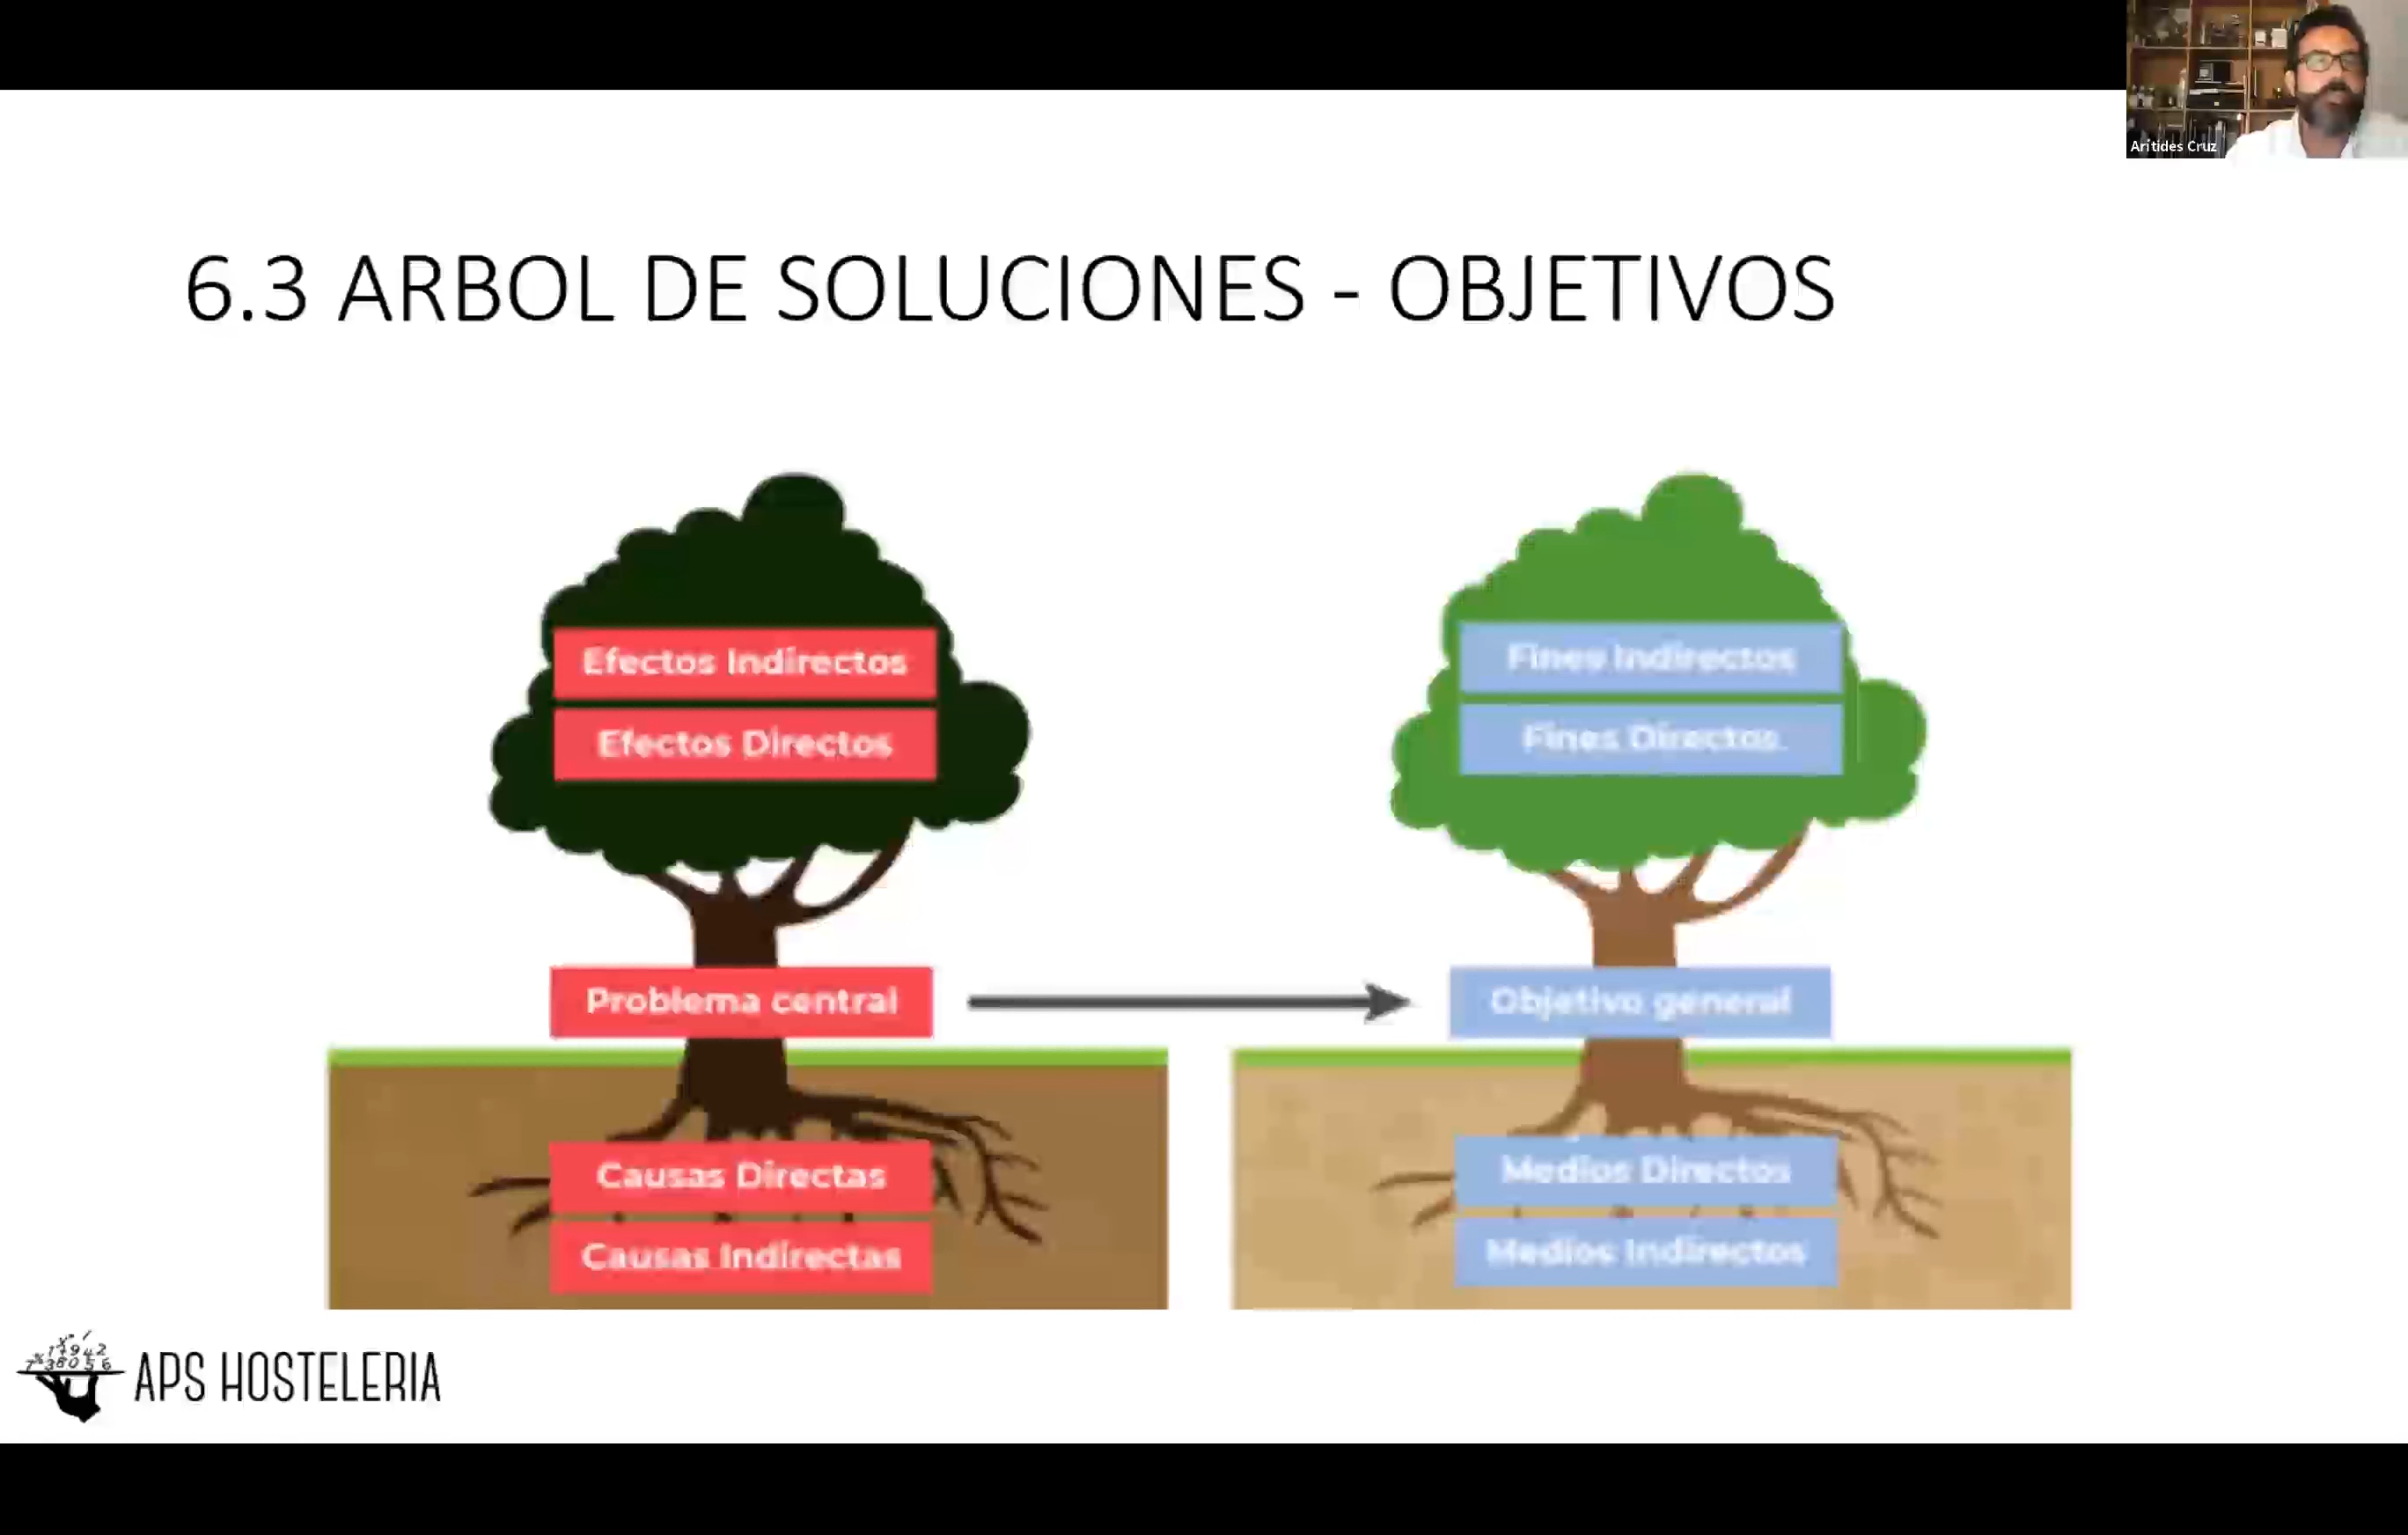 Arítides Cruz
6.3 ARBOL DE SOLUCIONES - OBJETIVOS
Efectos Indirectos
Efectos Directos
Problema central
Causas Directas
Causas Indirectas
Fines Indirectos
Fines Directos.
Objetivo general
Medios Directos
Medios Indirectos
APS HOSTELERIA